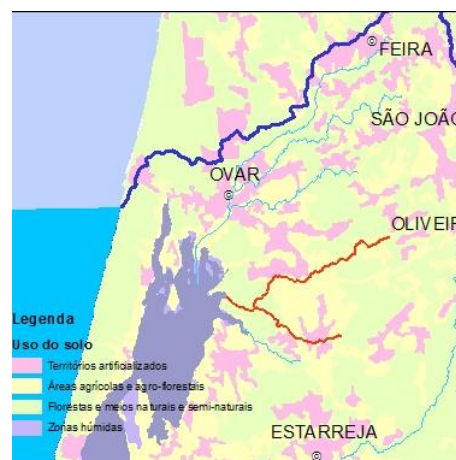 FEIRA
SÃO JOÃO
OVAR
OLIVEIR
Legenda
Uso do solo
Territórios artificializados
Áreas agrícolas e agro-florestais
Florestas e meios naturais e semi-naturais
Zonas húmidas
ESTARREJA